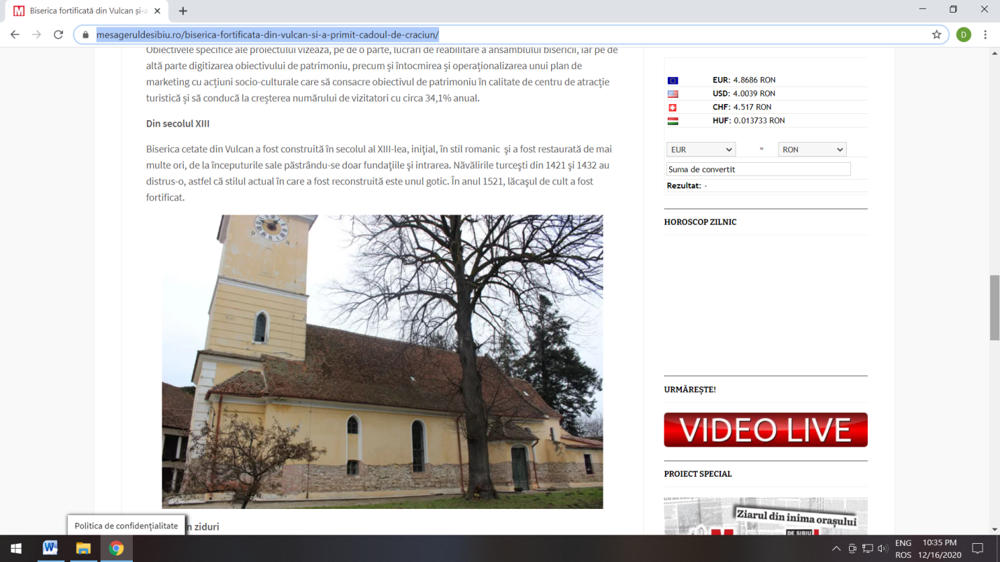 Biserica fortificată din Vulcan și-a
mesageruldesibiu.ro/biserica-fortificata-din-vulcan-si-a-primit-cadoul-de-craciun/
D
Obiectivele specifice ale proiectului vizează, pe de o parte, lucrări de reabilitare a ansamblului bisericii, iar pe de
altă parte digitizarea obiectivului de patrimoniu, precum și întocmirea și operaționalizarea unui plan de
marketing cu acțiuni socio-culturale care să consacre obiectivul de patrimoniu în calitate de centru de atracție
turistică și să conducă la creșterea numărului de vizitatori cu circa 34,1% anual.
Din secolul XIII
Biserica cetate din Vulcan a fost construită în secolul al XIII-lea, iniţial, în stil romanic şi a fost restaurată de mai
multe ori, de la începuturile sale păstrându-se doar fundaţiile şi intrarea. Năvălirile turceşti din 1421 şi 1432 au
distrus-o, astfel că stilul actual în care a fost reconstruită este unul gotic. În anul 1521, lăcaşul de cult a fost
fortificat.
n ziduri
Politica de confidențialitate
EUR: 4.8686 RON
USD: 4.0039 RON
CHF: 4.517 RON
HUF: 0.013733 RON
EUR » RON
Suma de convertit
Rezultat: -
HOROSCOP ZILNIC
URMĂREȘTE!
VIDEO LIVE
PROIECT SPECIAL
Ziarul din inima orașului
DE SIBIU
ENG 10:35 PM
ROS 12/16/2020